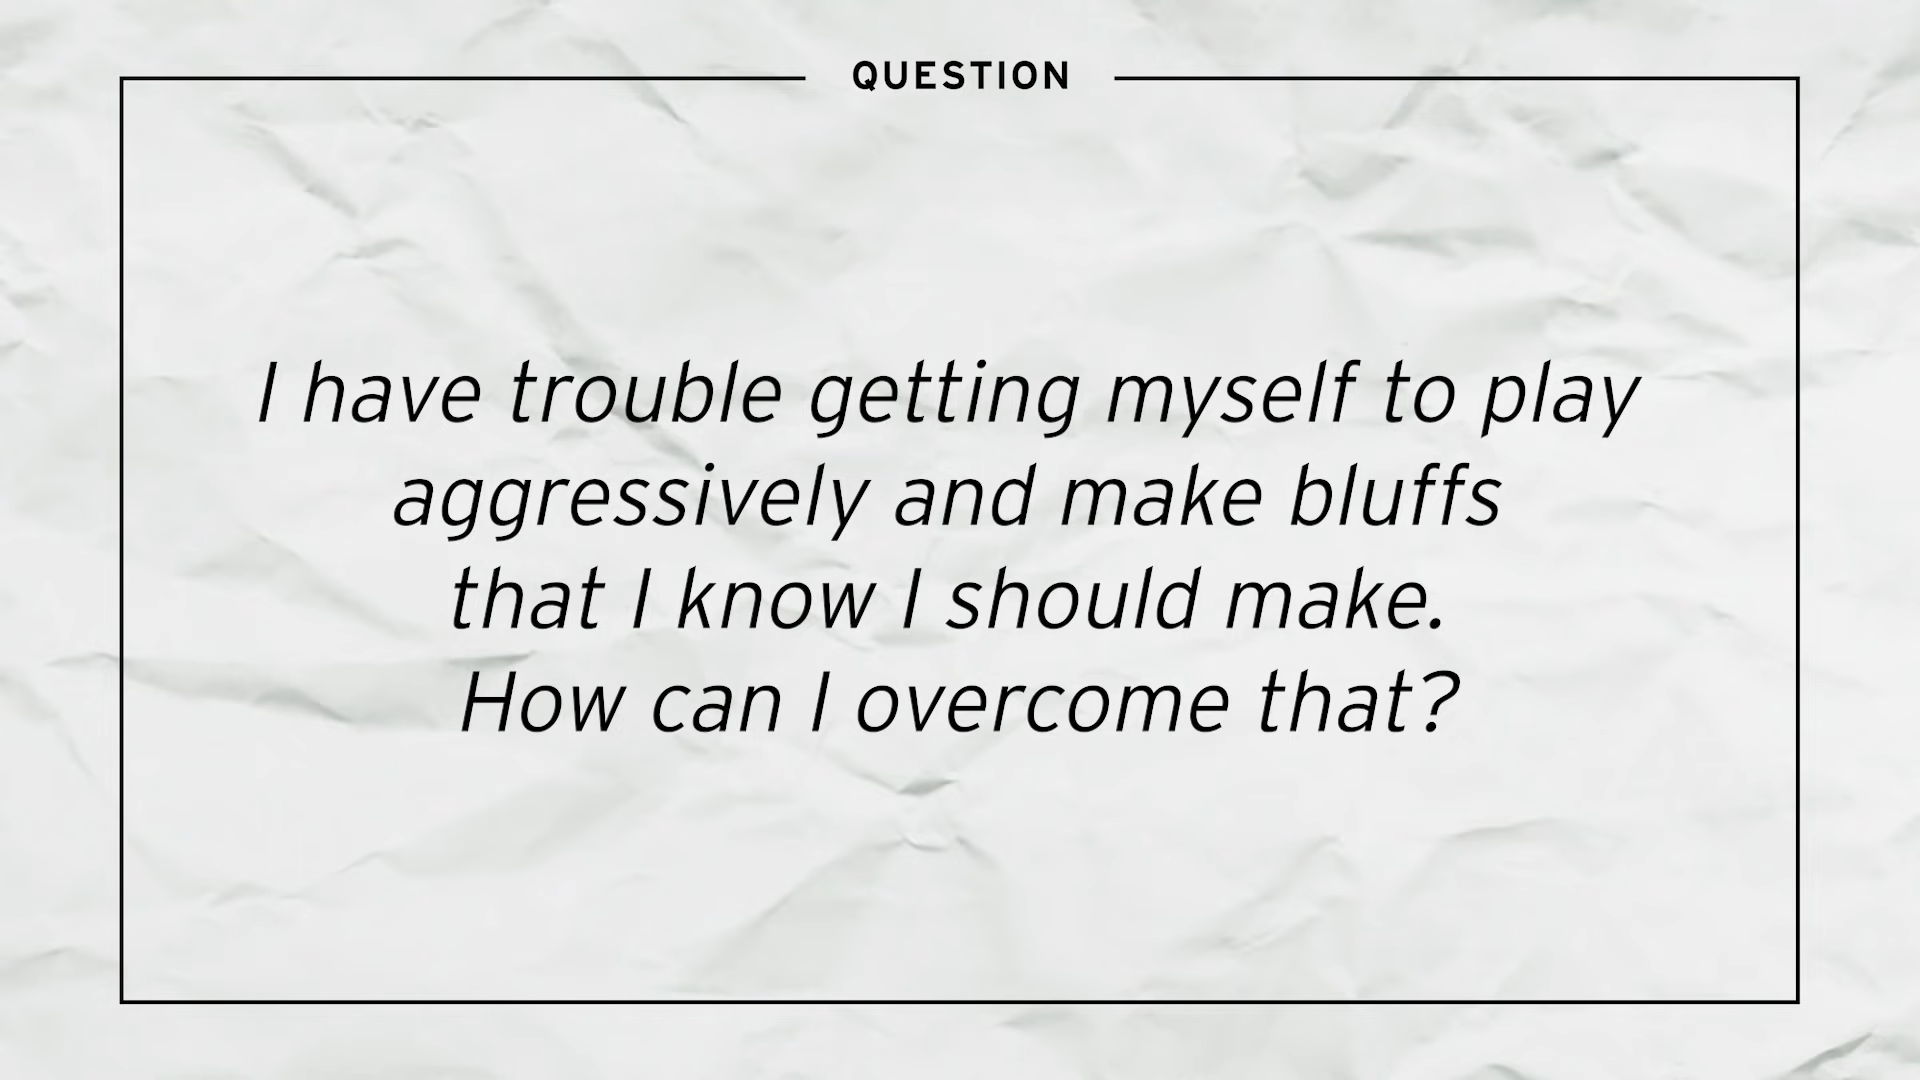 QUESTION
I have trouble getting myself to play
aggressively and make bluffs
that I know I should make.
How can I overcome that?